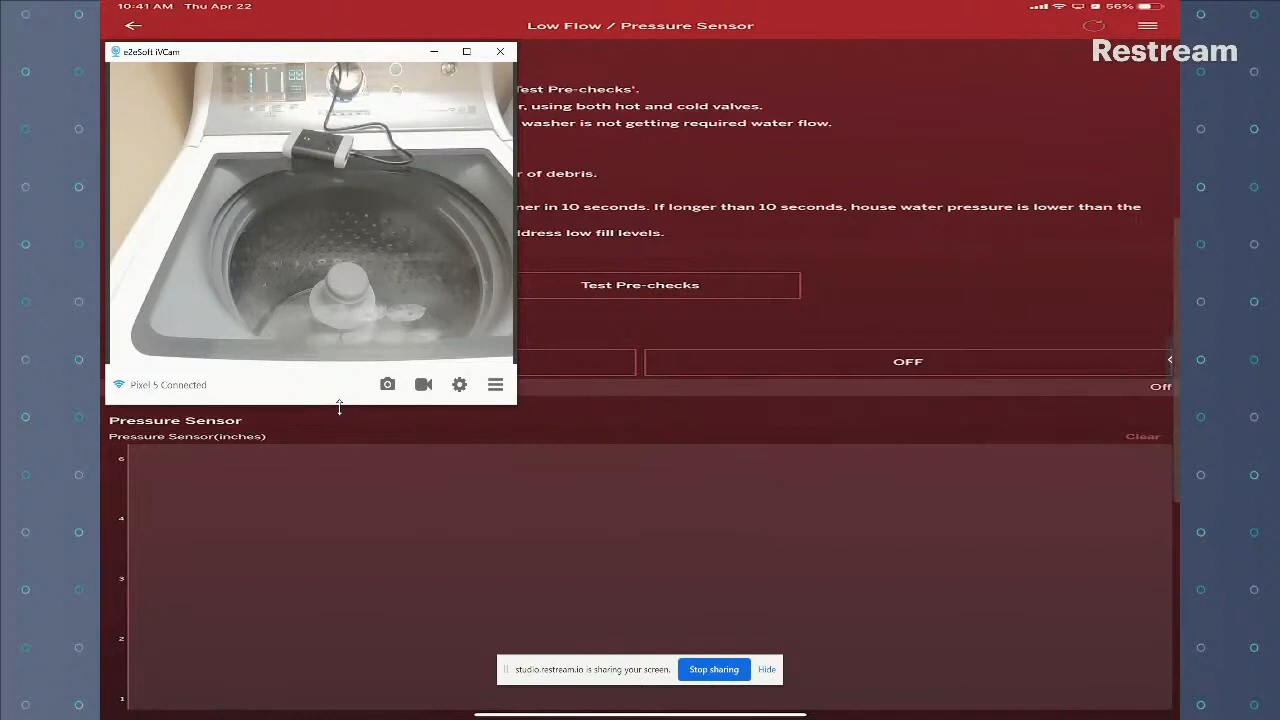 10:41 AM Thu Apr 22
56%
Low Flow / Pressure Sensor
Restream
e2eSoft iVCam
Test Pre-checks'.
r, using both hot and cold valves.
washer is not getting required water flow.
r of debris.
ner in 10 seconds. If longer than 10 seconds, house water pressure is lower than the
ddress low fill levels.
Test Pre-checks
OFF
Off
Pixel 5 Connected
Pressure Sensor
Pressure Sensor(inches)
Clear
6
4
3
2
1
studio.restream.io is sharing your screen.
Stop sharing
Hide